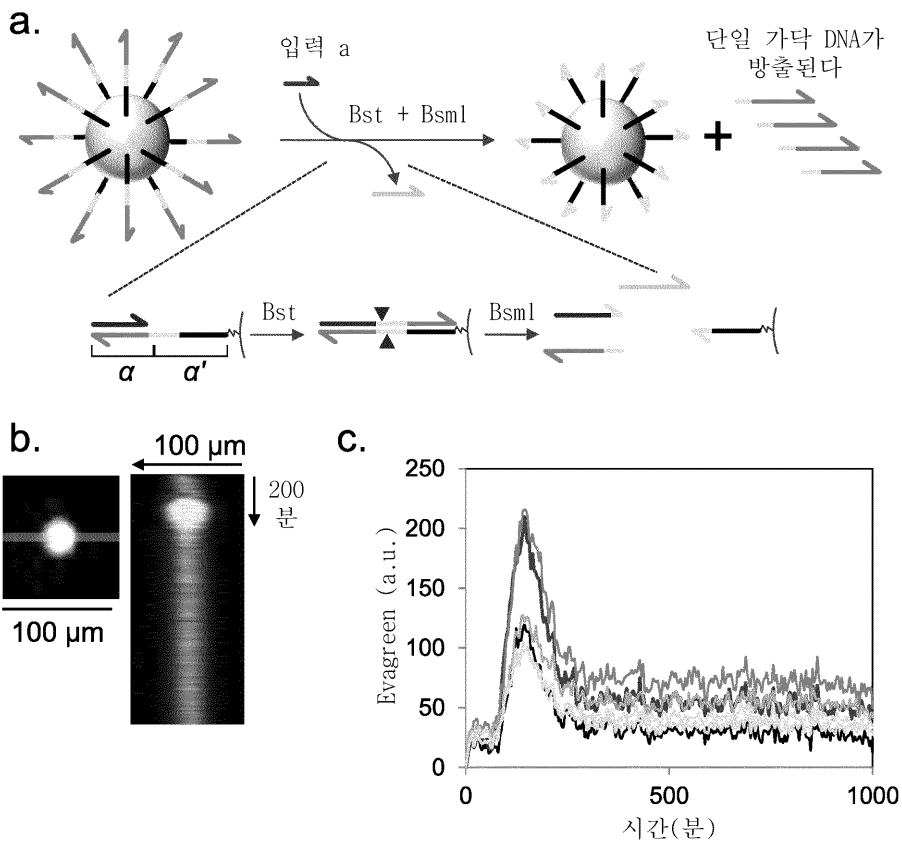 a.
입력 a
Bst + BsmI
단일 가닥 DNA가
방출된다
+
Bst
BsmI
α
α'
b.
100 μm
200
분
100 μm
c.
250
200
150
100
50
0
Evagreen (a.u.)
0
500
1000
시간(분)